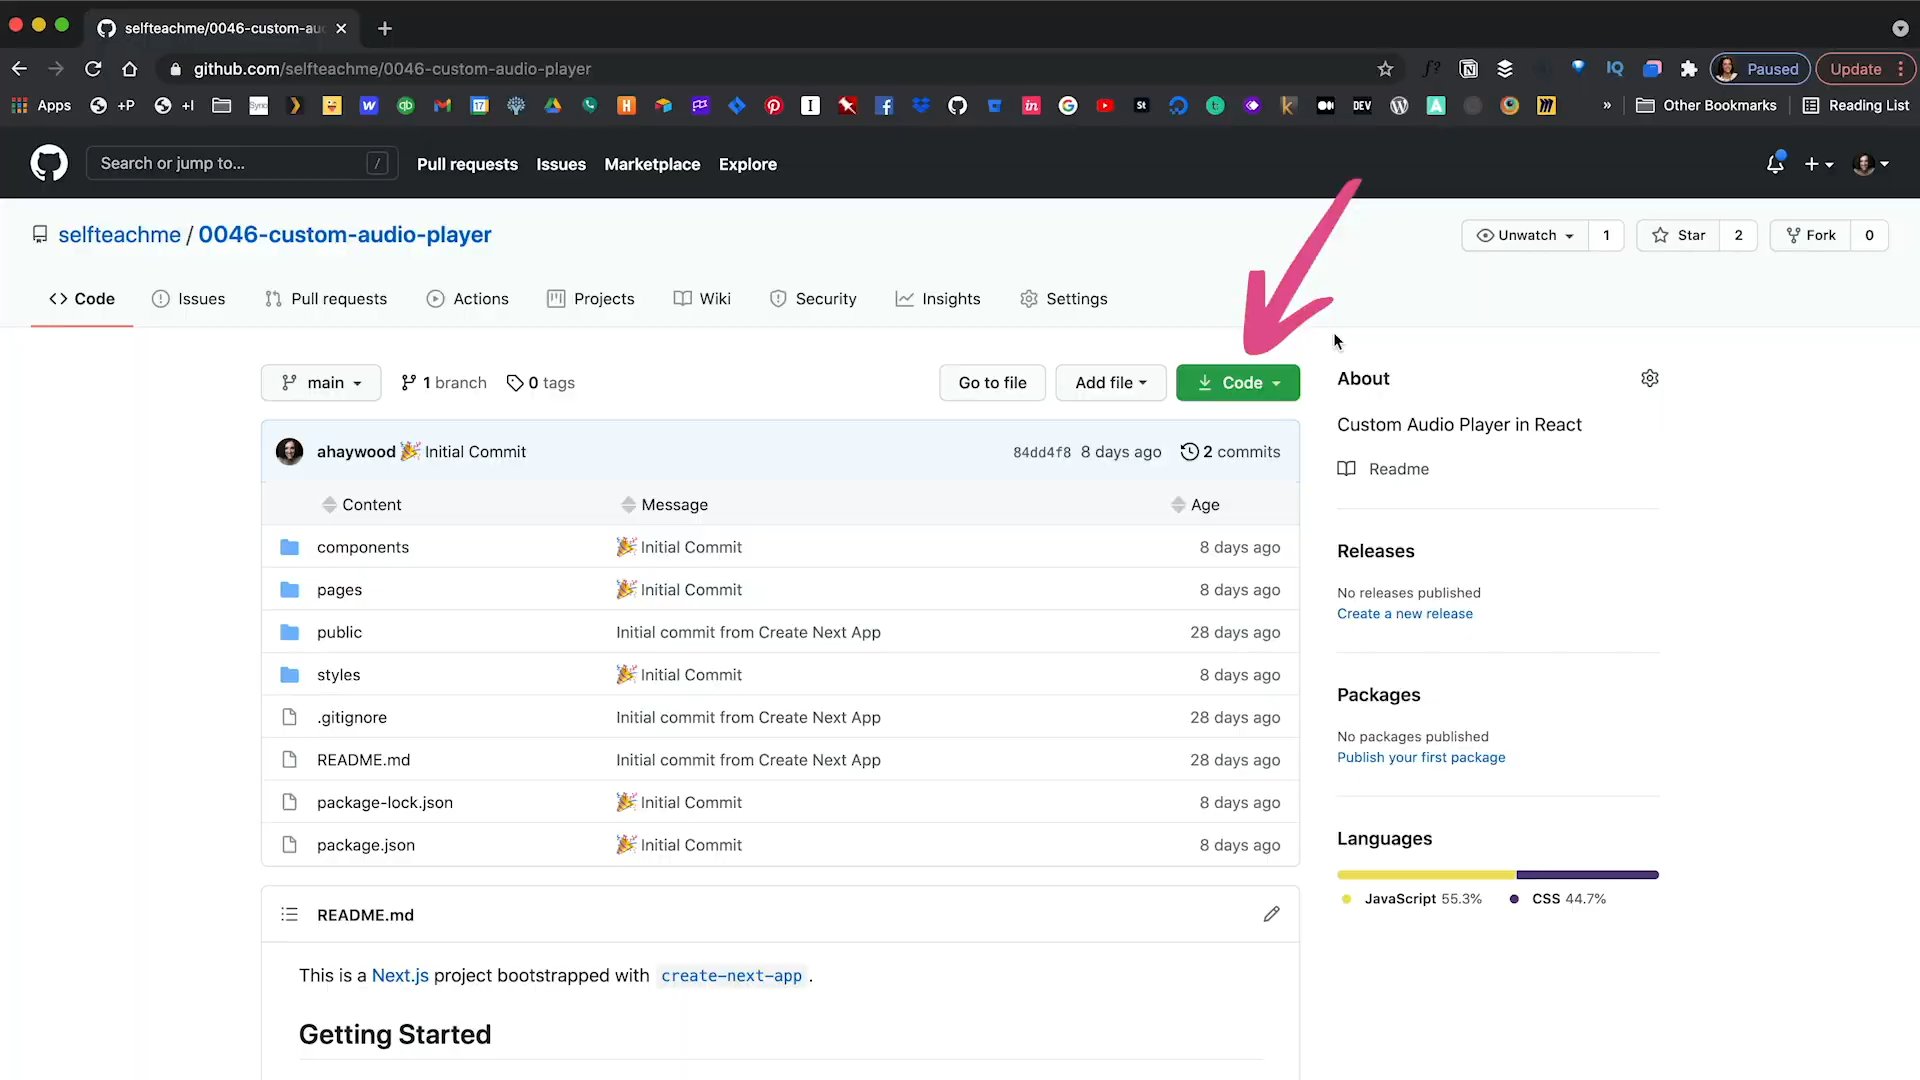 selfteachme/0046-custom-au
github.com/selfteachme/0046-custom-audio-player
Paused
Update
Apps
+P
+I
Other Bookmarks
Reading List
Search or jump to...
/
Pull requests
Issues
Marketplace
Explore
selfteachme / 0046-custom-audio-player
Unwatch
1
Star
2
Fork
0
Code
Issues
Pull requests
Actions
Projects
Wiki
Security
Insights
Settings
main
1 branch
0 tags
Go to file
Add file
Code
ahaywood 🎉 Initial Commit
84dd4f8 8 days ago
2 commits
Content
Message
Age
components
🎉 Initial Commit
8 days ago
pages
🎉 Initial Commit
8 days ago
public
Initial commit from Create Next App
28 days ago
styles
🎉 Initial Commit
8 days ago
.gitignore
Initial commit from Create Next App
28 days ago
README.md
Initial commit from Create Next App
28 days ago
package-lock.json
🎉 Initial Commit
8 days ago
package.json
🎉 Initial Commit
8 days ago
README.md
This is a Next.js project bootstrapped with create-next-app.
Getting Started
About
Custom Audio Player in React
Readme
Releases
No releases published
Create a new release
Packages
No packages published
Publish your first package
Languages
JavaScript 55.3%
CSS 44.7%